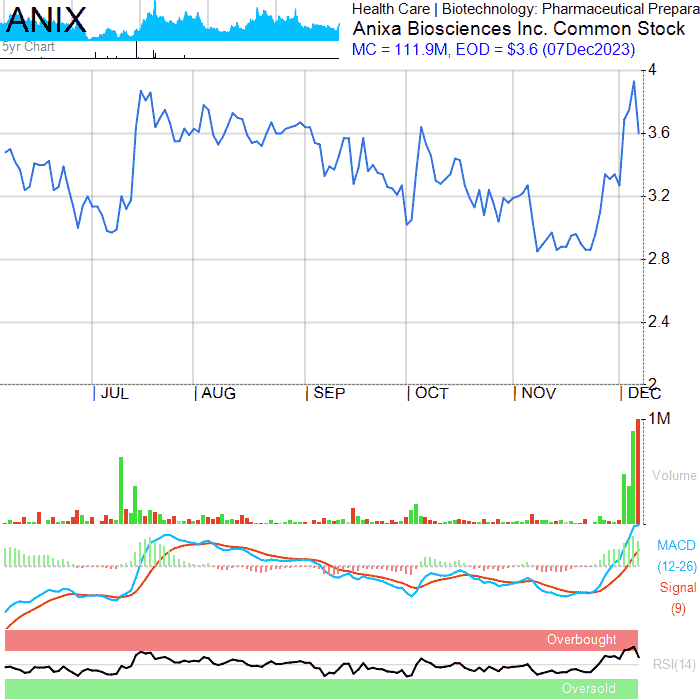 ANIX
5yr Chart
Health Care | Biotechnology: Pharmaceutical Prepara
Anixa Biosciences Inc. Common Stock
MC = 111.9M, EOD = $3.6 (07Dec2023)
4
3.6
3.2
2.8
2.4
2
JUL AUG SEP OCT NOV DEC
1M
Volume
MACD
(12-26)
Signal
(9)
Overbought
RSI(14)
Oversold